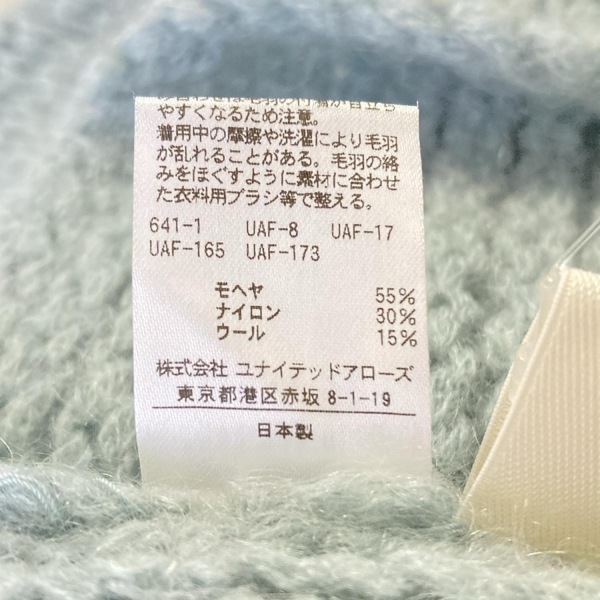 やすくなるため注意。
着用中の摩擦や洗濯により毛羽
が乱れることがある。毛羽の絡
みをほぐすように素材に合わせ
た衣料用ブラシ等で整える。
641-1 UAF-8 UAF-17
UAF-165 UAF-173
モヘヤ 55%
ナイロン 30%
ウール 15%
株式会社 ユナイテッドアローズ
東京都港区赤坂 8-1-19
日本製